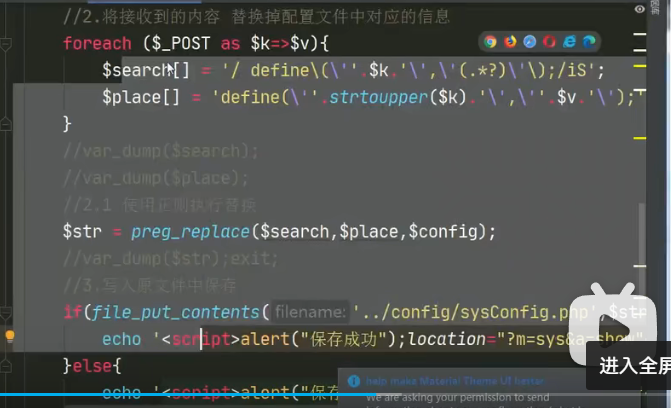 //2.将接收到的内容 替换掉配置文件中对应的信息
foreach ($_POST as $k=>$v){
$search[] = '/ define\(\''.$k.'\',\'(.*?)\'\);/iS';
$place[] = 'define(\''.strtoupper($k).'\',\''.$v.'\');'
}
//var_dump($search);
//var_dump($place);
//2.1 使用正则执行替换
$str = preg_replace($search,$place,$config);
//var_dump($str);exit;
//3.写入原文件中保存
if(file_put_contents( filename: '../config/sysConfig.php',$str
echo '<script>alert("保存成功");location="?m=sys&a=show"
进入全屏
}else{
echo '<script>alert("保存
help make Material Theme UI better
We are asking your permission to send